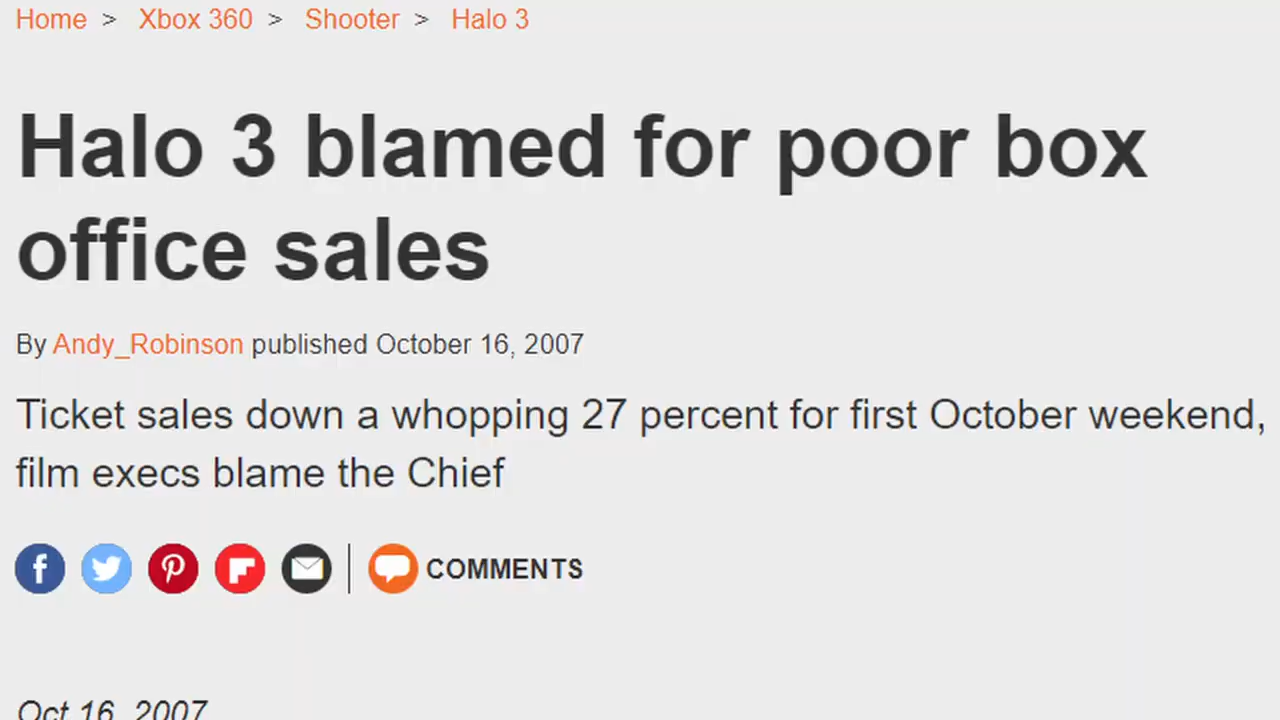 Home > Xbox 360 > Shooter > Halo 3
Halo 3 blamed for poor box
office sales
By Andy_Robinson published October 16, 2007
Ticket sales down a whopping 27 percent for first October weekend,
film execs blame the Chief
COMMENTS
Oct 16, 2007